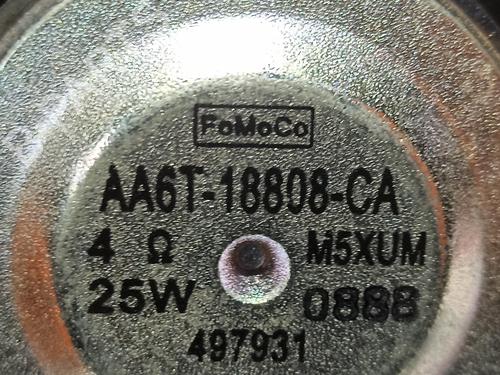 FoMoCo
AA6T-18808-CA
4 Ω M5XUM
25W 0888
497931